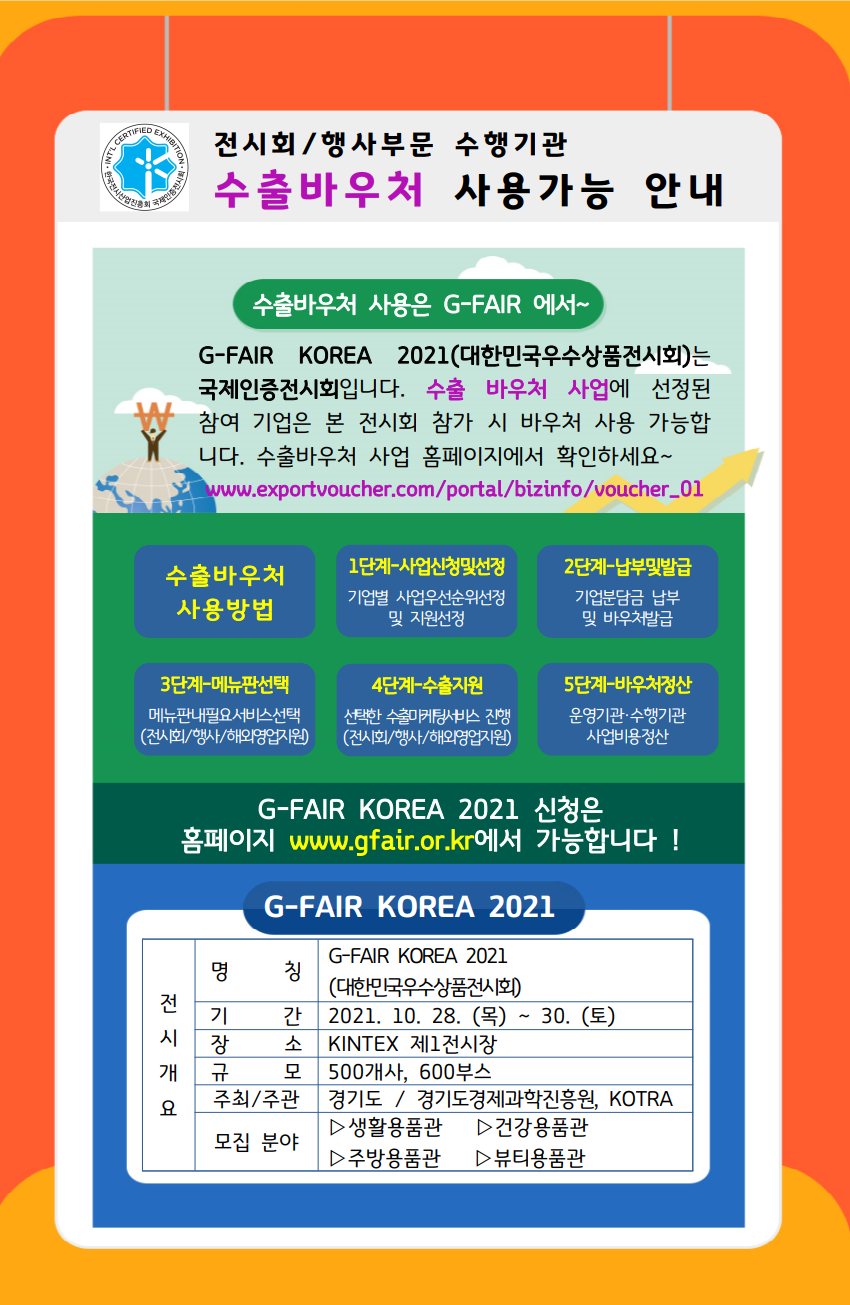 INT'L CERTIFIED EXHIBITION
한국전시산업진흥회 국제인증전시회
전시회/행사부문 수행기관
수출바우처 사용가능 안내
수출바우처 사용은 G-FAIR 에서~
G-FAIR KOREA 2021(대한민국우수상품전시회)는
국제인증전시회입니다. 수출 바우처 사업에 선정된
참여 기업은 본 전시회 참가 시 바우처 사용 가능합
니다. 수출바우처 사업 홈페이지에서 확인하세요~
www.exportvoucher.com/portal/bizinfo/voucher_01
₩
수출바우처
사용방법
1단계-사업신청및선정
기업별 사업우선순위선정
및 지원선정
2단계-납부및발급
기업분담금 납부
및 바우처발급
3단계-메뉴판선택
메뉴판내필요서비스선택
(전시회/행사/해외영업지원)
4단계-수출지원
선택한 수출마케팅서비스 진행
(전시회/행사/해외영업지원)
5단계-바우처정산
운영기관·수행기관
사업비용정산
G-FAIR KOREA 2021 신청은
홈페이지 www.gfair.or.kr에서 가능합니다 !
G-FAIR KOREA 2021
전시개요
명 칭 G-FAIR KOREA 2021
(대한민국우수상품전시회)
기 간 2021. 10. 28. (목) ~ 30. (토)
장 소 KINTEX 제1전시장
규 모 500개사, 600부스
주최/주관 경기도 / 경기도경제과학진흥원, KOTRA
모집 분야 ▷생활용품관 ▷건강용품관
▷주방용품관 ▷뷰티용품관